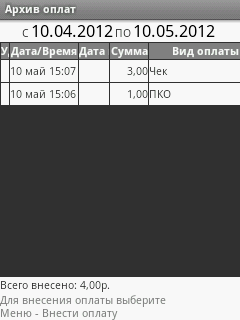 Архив оплат
с 10.04.2012 по 10.05.2012
У, Дата/Время Дата Сумма Вид оплаты
10 май 15:07 3,00 Чек
10 май 15:06 1,00 ПКО
Всего внесено: 4,00р.
Для внесения оплаты выберите
Меню - Внести оплату